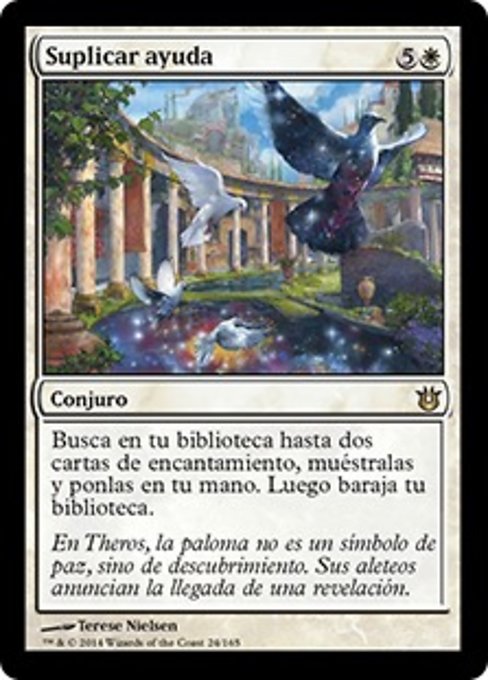 Suplicar ayuda 5
Conjuro
Busca en tu biblioteca hasta dos
cartas de encantamiento, muéstralas
y ponlas en tu mano. Luego baraja tu
biblioteca.
En Theros, la paloma no es un símbolo de
paz, sino de descubrimiento. Sus aleteos
anuncian la llegada de una revelación.
Terese Nielsen
™ & © 2014 Wizards of the Coast 24/165